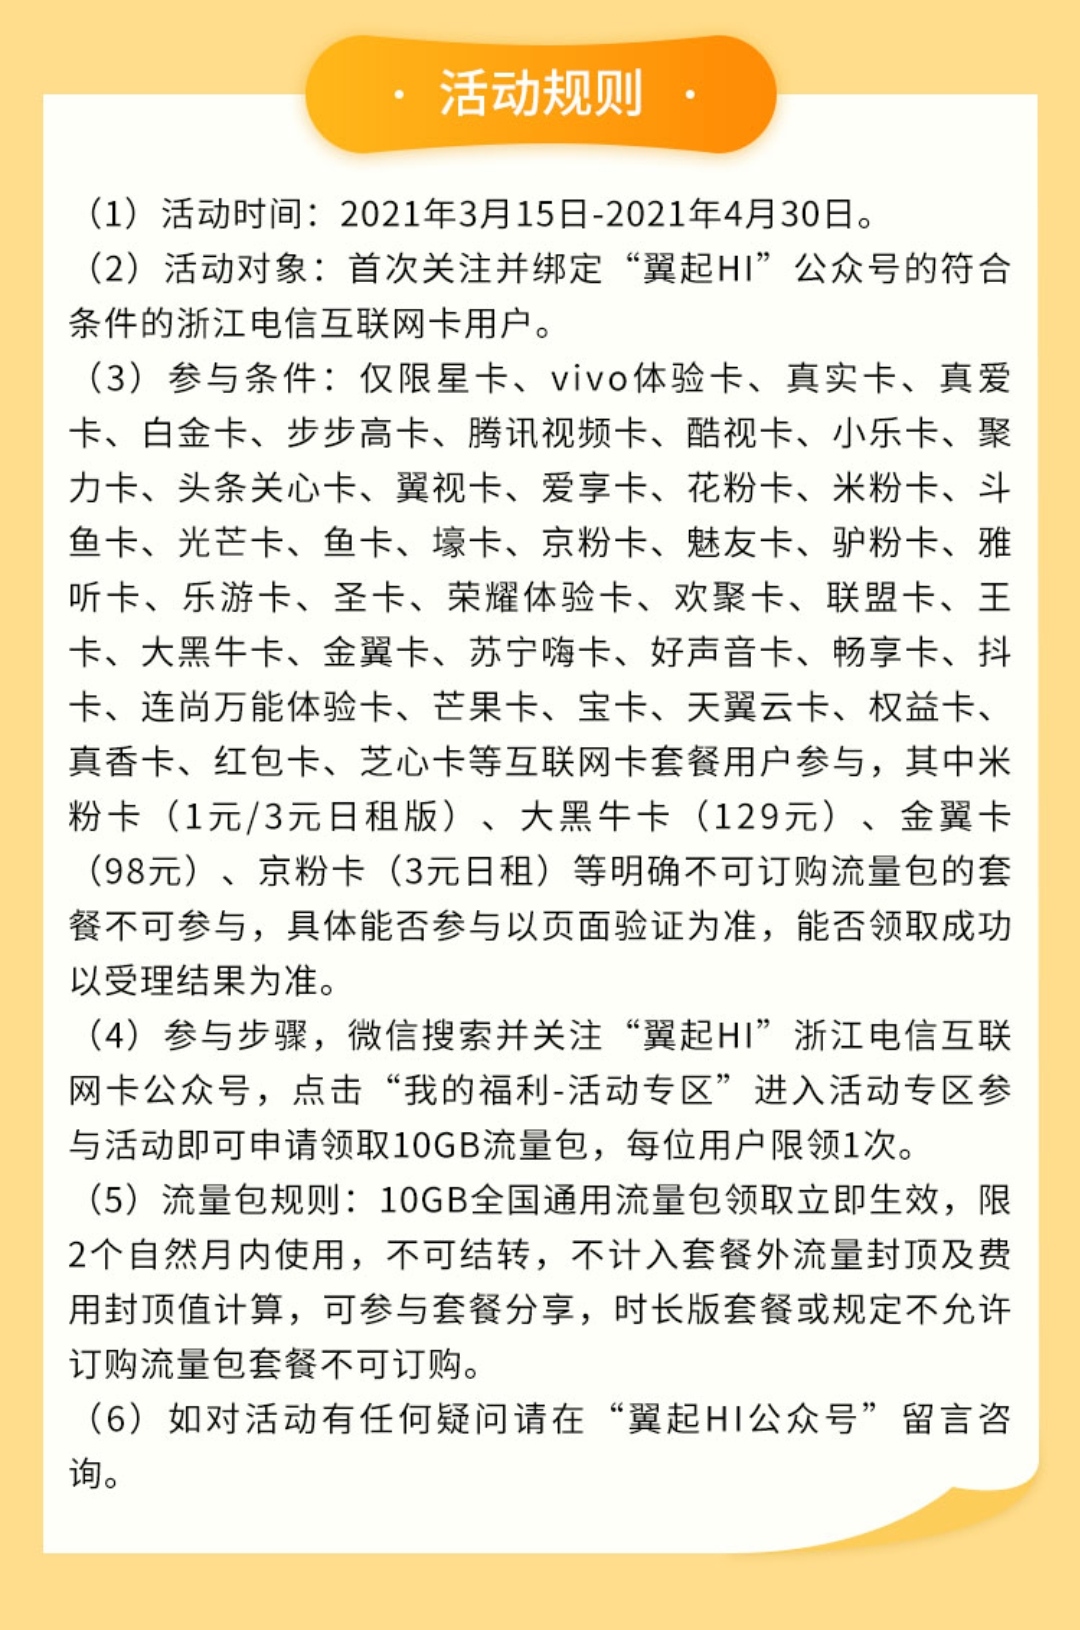 · 活动规则 ·
（1）活动时间：2021年3月15日-2021年4月30日。
（2）活动对象：首次关注并绑定“翼起HI”公众号的符合
条件的浙江电信互联网卡用户。
（3）参与条件：仅限星卡、vivo体验卡、真实卡、真爱
卡、白金卡、步步高卡、腾讯视频卡、酷视卡、小乐卡、聚
力卡、头条关心卡、翼视卡、爱享卡、花粉卡、米粉卡、斗
鱼卡、光芒卡、鱼卡、壕卡、京粉卡、魅友卡、驴粉卡、雅
听卡、乐游卡、圣卡、荣耀体验卡、欢聚卡、联盟卡、王
卡、大黑牛卡、金翼卡、苏宁嗨卡、好声音卡、畅享卡、抖
卡、连尚万能体验卡、芒果卡、宝卡、天翼云卡、权益卡、
真香卡、红包卡、芝心卡等互联网卡套餐用户参与，其中米
粉卡（1元/3元日租版）、大黑牛卡（129元）、金翼卡
（98元）、京粉卡（3元日租）等明确不可订购流量包的套
餐不可参与，具体能否参与以页面验证为准，能否领取成功
以受理结果为准。
（4）参与步骤，微信搜索并关注“翼起HI”浙江电信互联
网卡公众号，点击“我的福利-活动专区”进入活动专区参
与活动即可申请领取10GB流量包，每位用户限领1次。
（5）流量包规则：10GB全国通用流量包领取立即生效，限
2个自然月内使用，不可结转，不计入套餐外流量封顶及费
用封顶值计算，可参与套餐分享，时长版套餐或规定不允许
订购流量包套餐不可订购。
（6）如对活动有任何疑问请在“翼起HI公众号”留言咨
询。